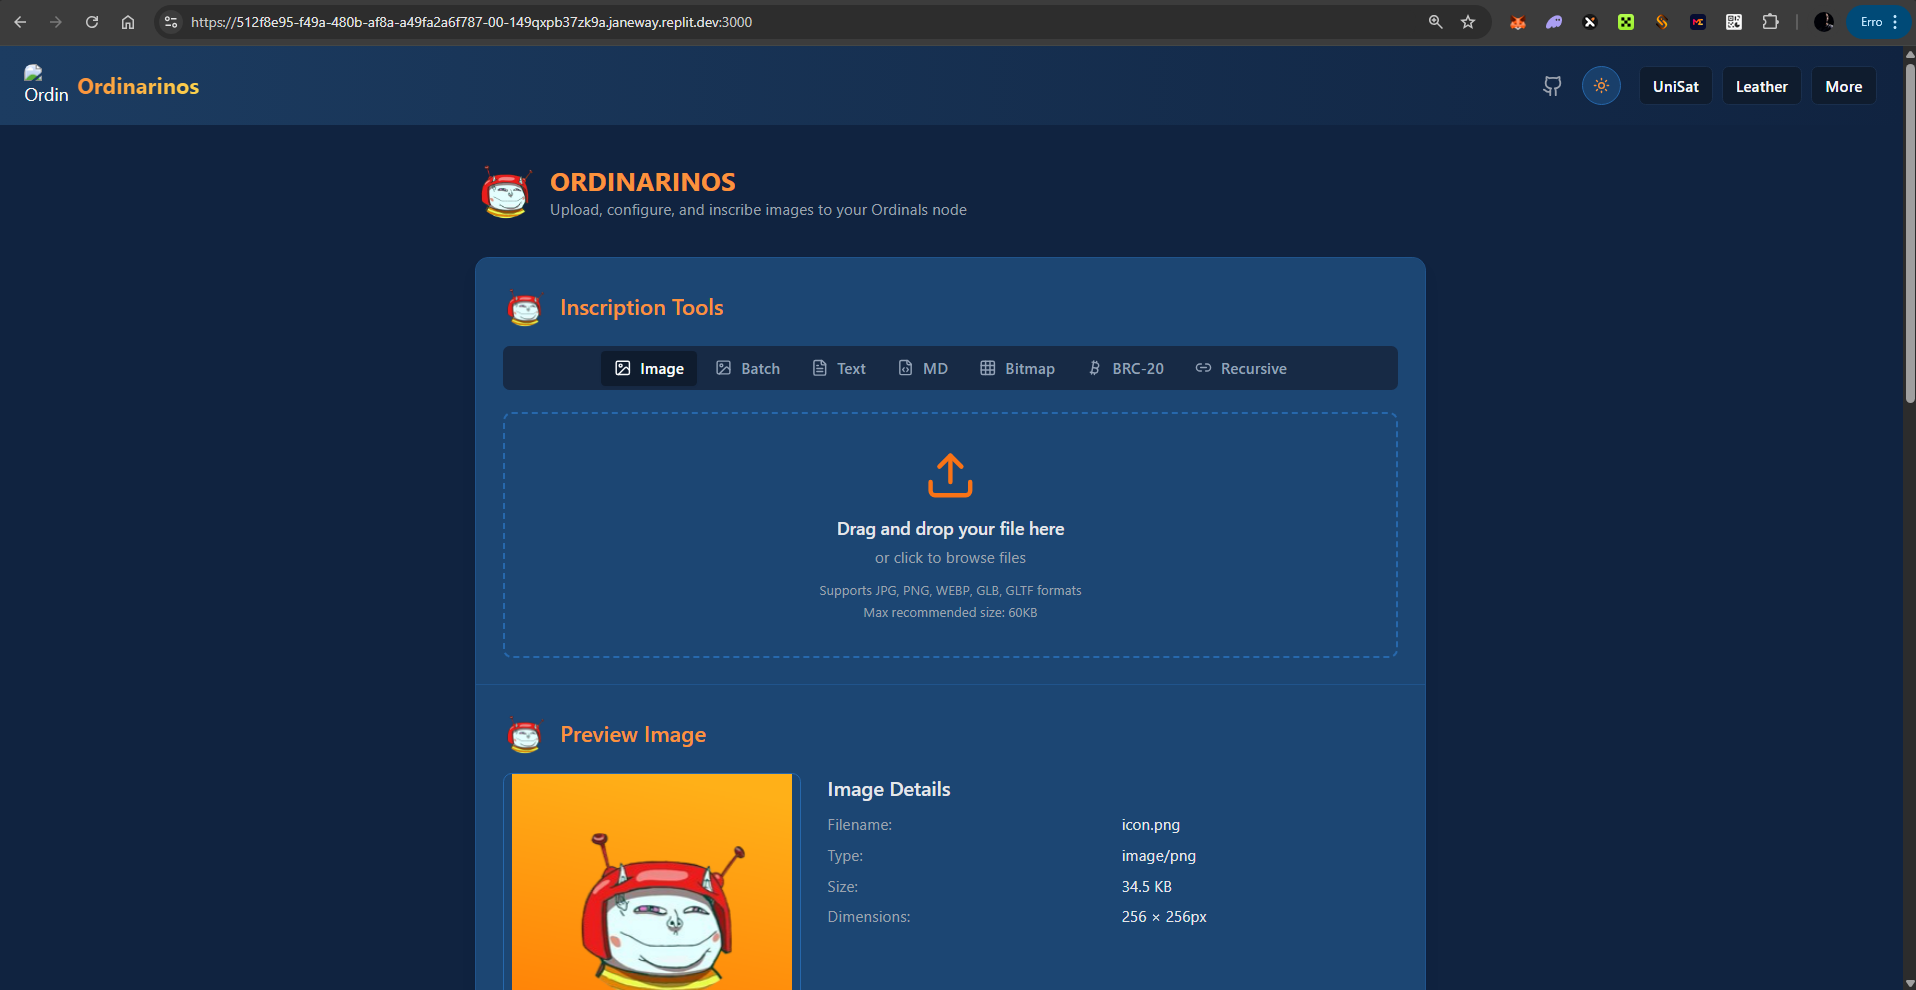 https://512f8e95-f49a-480b-af8a-a49fa2a6f787-00-149qxpb37zk9a.janeway.replit.dev:3000
Erro
Ordin
Ordinarinos
UniSat
Leather
More
ORDINARINOS
Upload, configure, and inscribe images to your Ordinals node
Inscription Tools
Image
Batch
Text
MD
Bitmap
BRC-20
Recursive
Drag and drop your file here
or click to browse files
Supports JPG, PNG, WEBP, GLB, GLTF formats
Max recommended size: 60KB
Preview Image
Image Details
Filename: icon.png
Type: image/png
Size: 34.5 KB
Dimensions: 256 × 256px